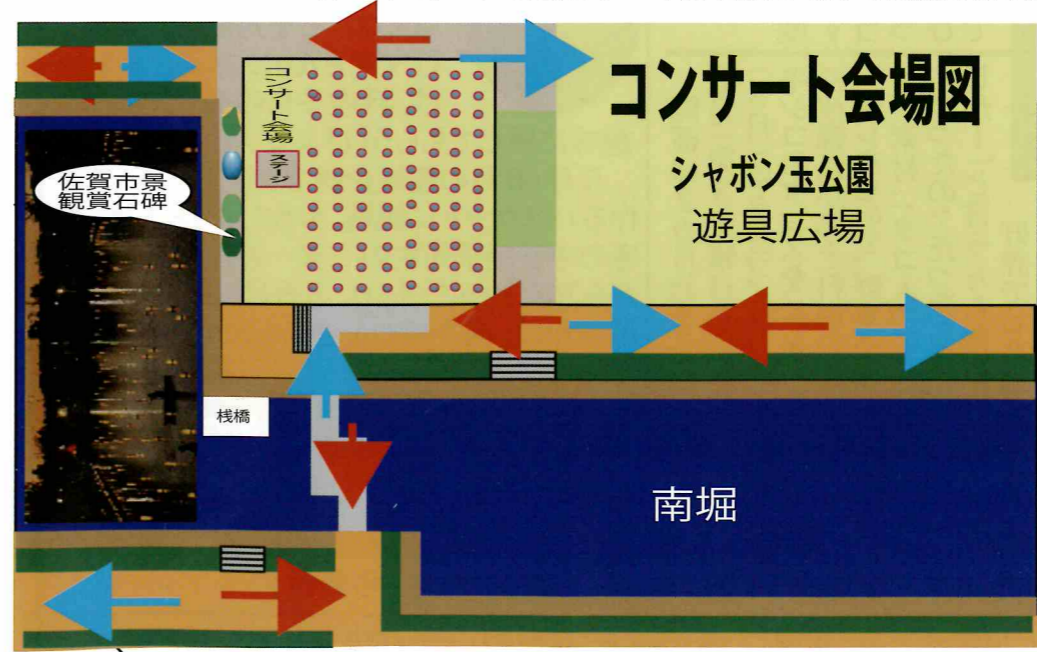 コンサート会場図
シャボン玉公園
遊具広場
コンサート会場
ステージ
佐賀市景
観賞石碑
桟橋
南堀